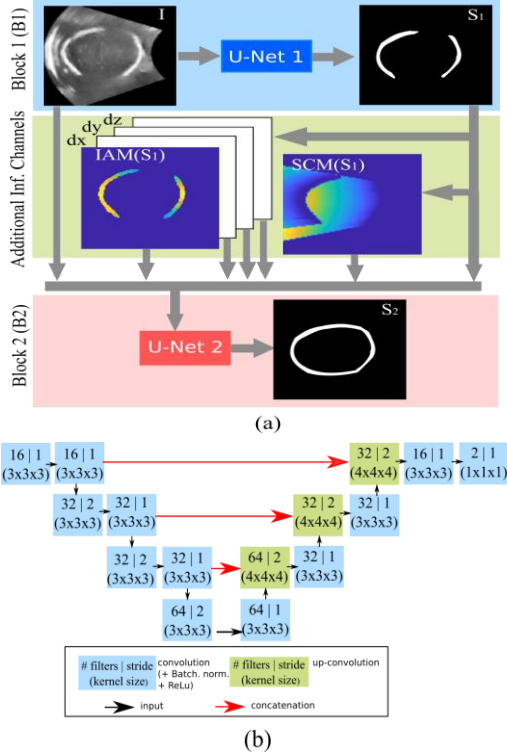 Block 1 (B1)
I
U-Net 1
S1
Additional Inf. Channels
dz
dy
dx
IAM(S1)
SCM(S1)
Block 2 (B2)
U-Net 2
S2
(a)
16 | 1 16 | 1 32 | 2 16 | 1 2 | 1
(3x3x3) (3x3x3) (4x4x4) (3x3x3) (1x1x1)
32 | 2 32 | 1 32 | 2 32 | 1
(3x3x3) (3x3x3) (4x4x4) (3x3x3)
32 | 2 32 | 1 64 | 2 32 | 1
(3x3x3) (3x3x3) (4x4x4) (3x3x3)
64 | 2 64 | 1
(3x3x3) (3x3x3)
# filters | stride
(kernel size)
convolution
(+ Batch. norm.
+ ReLu)
# filters | stride
(kernel size)
up-convolution
input
concatenation
(b)